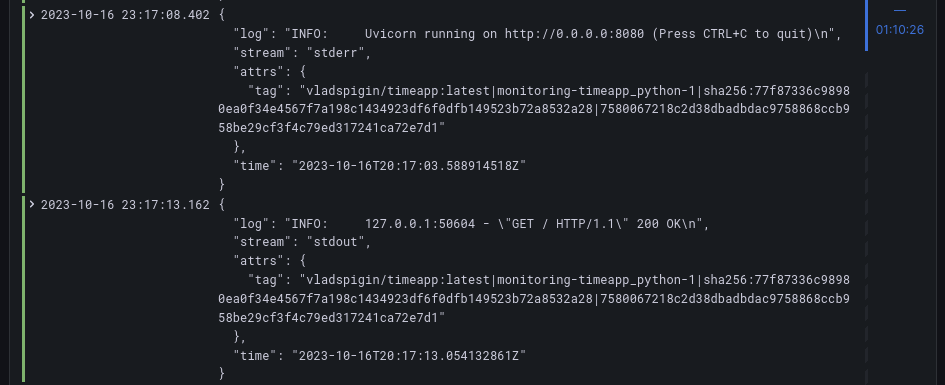 2023-10-16 23:17:08.402 {
"log": "INFO:     Uvicorn running on http://0.0.0.0:8080 (Press CTRL+C to quit)\n",
"stream": "stderr",
"attrs": {
"tag": "vladspigin/timeapp:latest|monitoring-timeapp_python-1|sha256:77f87336c9898
0ea0f34e4567f7a198c1434923df6f0dfb149523b72a8532a28|7580067218c2d38dbadbdac9758868ccb9
58be29cf3f4c79ed317241ca72e7d1"
},
"time": "2023-10-16T20:17:03.588914518Z"
}
2023-10-16 23:17:13.162 {
"log": "INFO:     127.0.0.1:50604 - \"GET / HTTP/1.1\" 200 OK\n",
"stream": "stdout",
"attrs": {
"tag": "vladspigin/timeapp:latest|monitoring-timeapp_python-1|sha256:77f87336c9898
0ea0f34e4567f7a198c1434923df6f0dfb149523b72a8532a28|7580067218c2d38dbadbdac9758868ccb9
58be29cf3f4c79ed317241ca72e7d1"
},
"time": "2023-10-16T20:17:13.054132861Z"
}
—
01:10:26